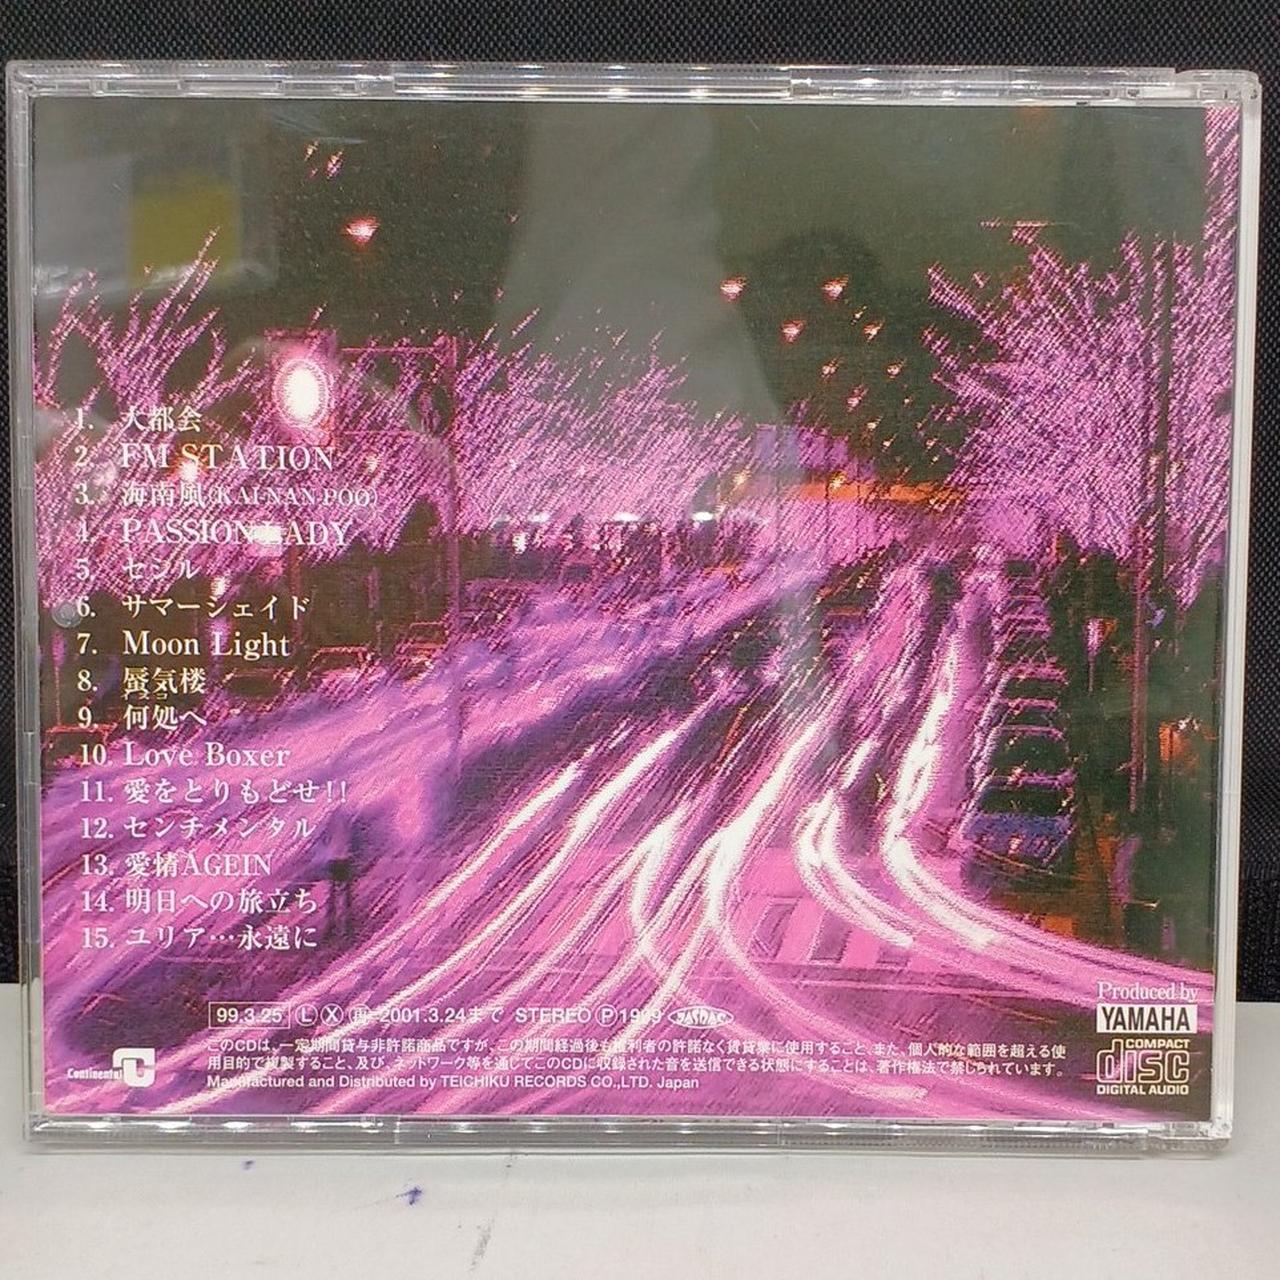 1. 大都会
2. FM STATION
3. 海南風(KAI NAN POO)
4. PASSION LADY
5. セシル
6. サマーシェイド
7. Moon Light
8. 蜃気楼
9. 何処へ
10. Love Boxer
11. 愛をとりもどせ!!
12. センチメンタル
13. 愛情AGEIN
14. 明日への旅立ち
15. ユリア…永遠に
Produced by
YAMAHA
99.3.25 Ⓛ Ⓧ 2001.3.24まで STEREO Ⓟ1999 JASRAC
このCDは、一定期間貸与非許諾商品ですが、この期間経過後も権利者の許諾なく賃貸業に使用すること、また、個人的な範囲を超える使
用目的で複製すること、及び、ネットワーク等を通じてこのCDに収録された音を送信できる状態にすることは、著作権法で禁じられています。
Manufactured and Distributed by TEICHIKU RECORDS CO.,LTD. Japan
Continental
COMPACT
disc
DIGITAL AUDIO